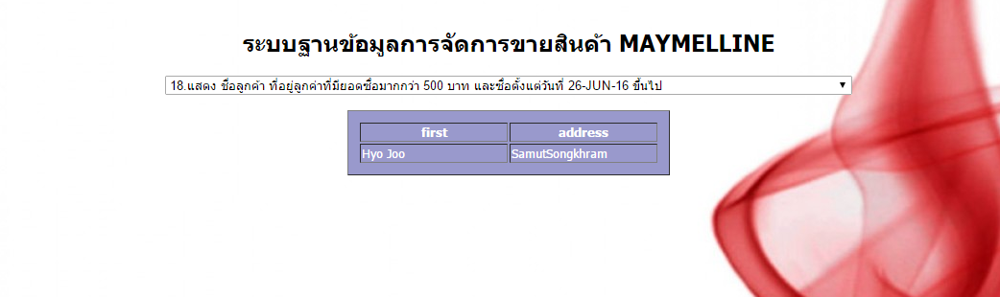 ระบบฐานข้อมูลการจัดการขายสินค้า MAYMELLINE
18.แสดง ชื่อลูกค้า ที่อยู่ลูกค่าที่มียอดซื่อมากกว่า 500 บาท และซื่อตั้งแต่วันที่ 26-JUN-16 ขึ้นไป
first address
Hyo Joo SamutSongkhram